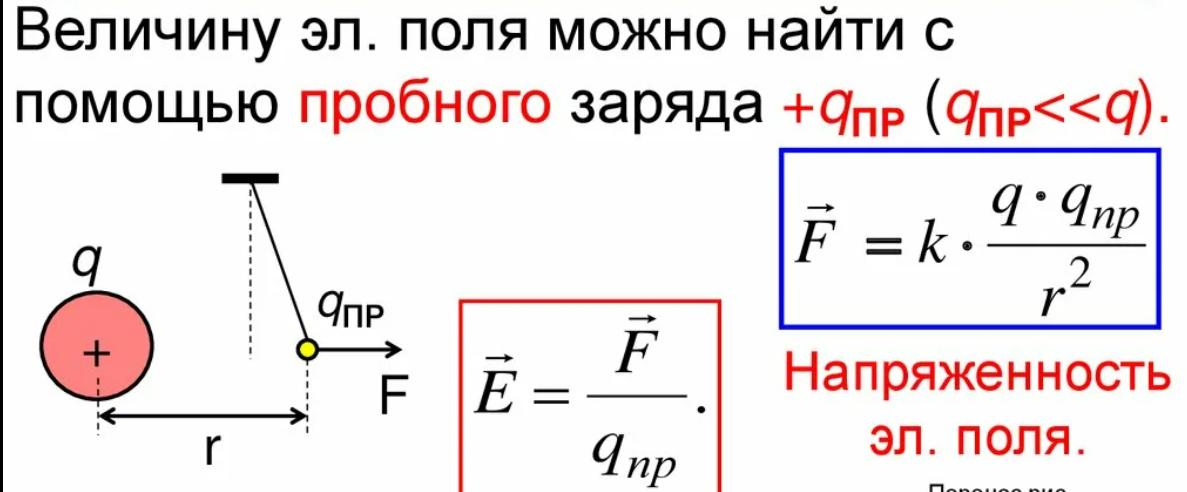 Величину эл. поля можно найти с
помощью пробного заряда +qПР (qПР<<q).
q
+
qПР
F
r
E⃗ = F⃗ / qпр .
F⃗ = k · q · qпр / r²
Напряженность
эл. поля.